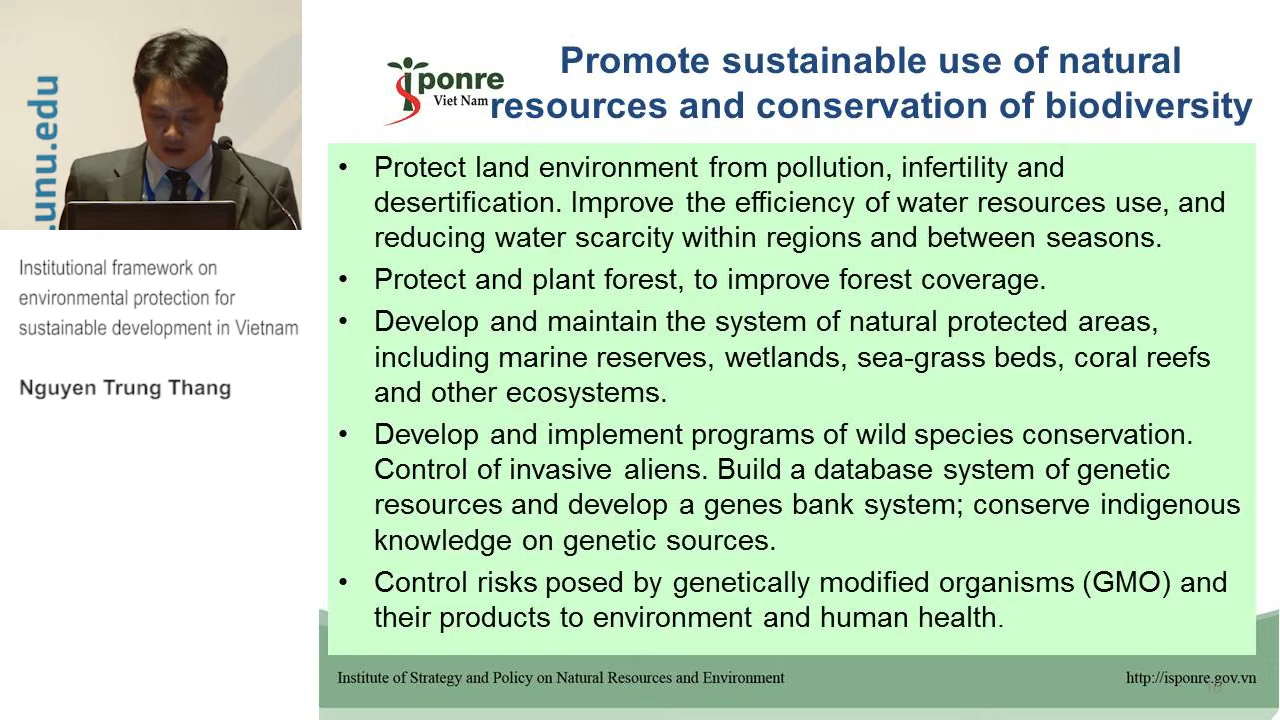 .unu.edu
Institutional framework on
environmental protection for
sustainable development in Vietnam
Nguyen Trung Thang
isponre
Viet Nam
Promote sustainable use of natural
resources and conservation of biodiversity
• Protect land environment from pollution, infertility and
desertification. Improve the efficiency of water resources use, and
reducing water scarcity within regions and between seasons.
• Protect and plant forest, to improve forest coverage.
• Develop and maintain the system of natural protected areas,
including marine reserves, wetlands, sea-grass beds, coral reefs
and other ecosystems.
• Develop and implement programs of wild species conservation.
Control of invasive aliens. Build a database system of genetic
resources and develop a genes bank system; conserve indigenous
knowledge on genetic sources.
• Control risks posed by genetically modified organisms (GMO) and
their products to environment and human health.
Institute of Strategy and Policy on Natural Resources and Environment
http://isponre.gov.vn